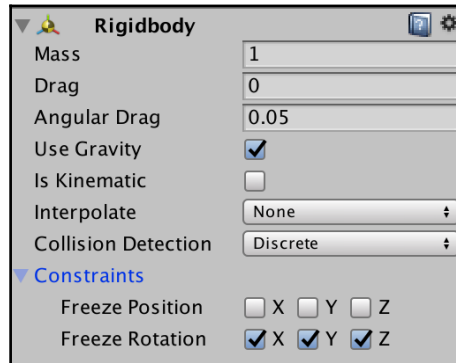 Rigidbody
Mass 1
Drag 0
Angular Drag 0.05
Use Gravity
Is Kinematic
Interpolate None
Collision Detection Discrete
Constraints
Freeze Position X Y Z
Freeze Rotation X Y Z